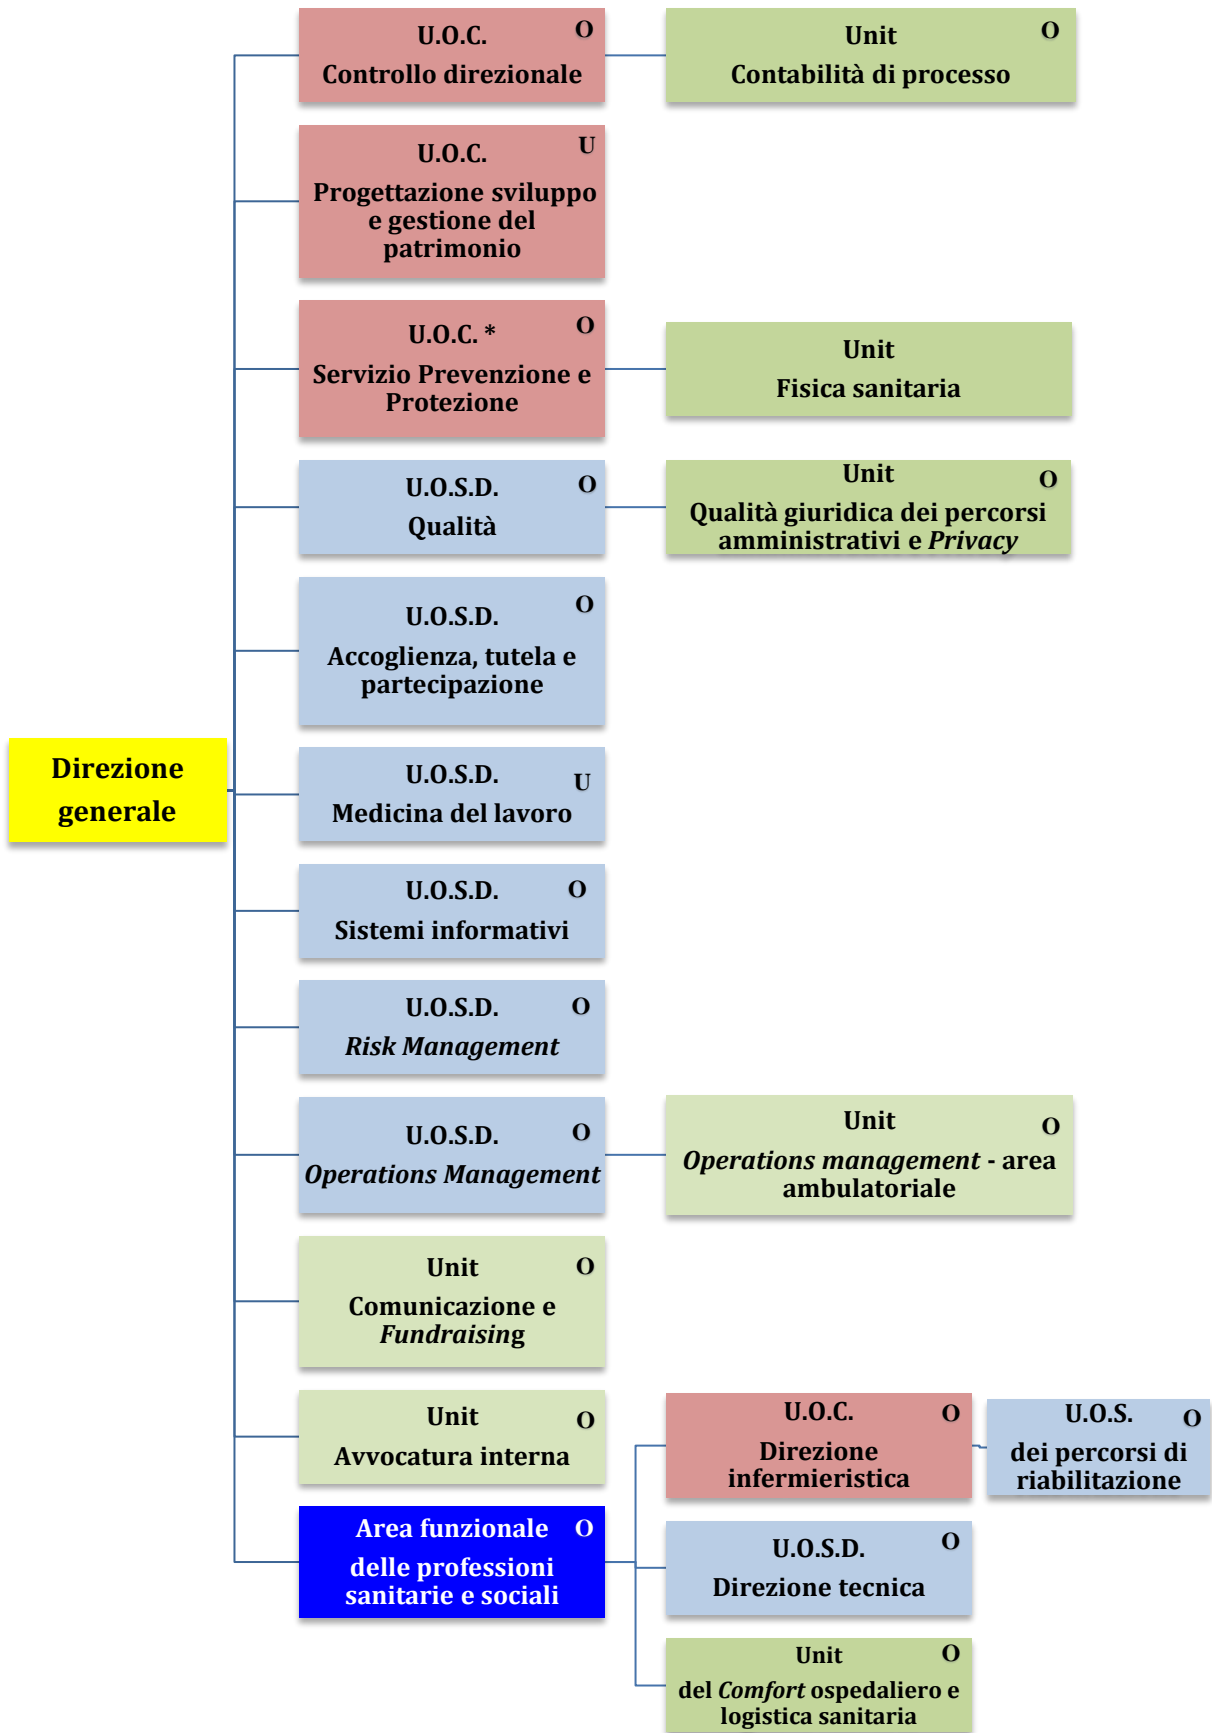 U.O.C. O
Controllo direzionale
Unit O
Contabilità di processo
U.O.C. U
Progettazione sviluppo
e gestione del
patrimonio
U.O.C. * O
Servizio Prevenzione e
Protezione
Unit
Fisica sanitaria
U.O.S.D. O
Qualità
Unit O
Qualità giuridica dei percorsi
amministrativi e Privacy
U.O.S.D. O
Accoglienza, tutela e
partecipazione
Direzione
generale
U.O.S.D. U
Medicina del lavoro
U.O.S.D. O
Sistemi informativi
U.O.S.D. O
Risk Management
U.O.S.D. O
Operations Management
Unit O
Operations management - area
ambulatoriale
Unit O
Comunicazione e
Fundraising
Unit O
Avvocatura interna
Area funzionale O
delle professioni
sanitarie e sociali
U.O.C. O
Direzione
infermieristica
U.O.S. O
dei percorsi di
riabilitazione
U.O.S.D. O
Direzione tecnica
Unit O
del Comfort ospedaliero e
logistica sanitaria